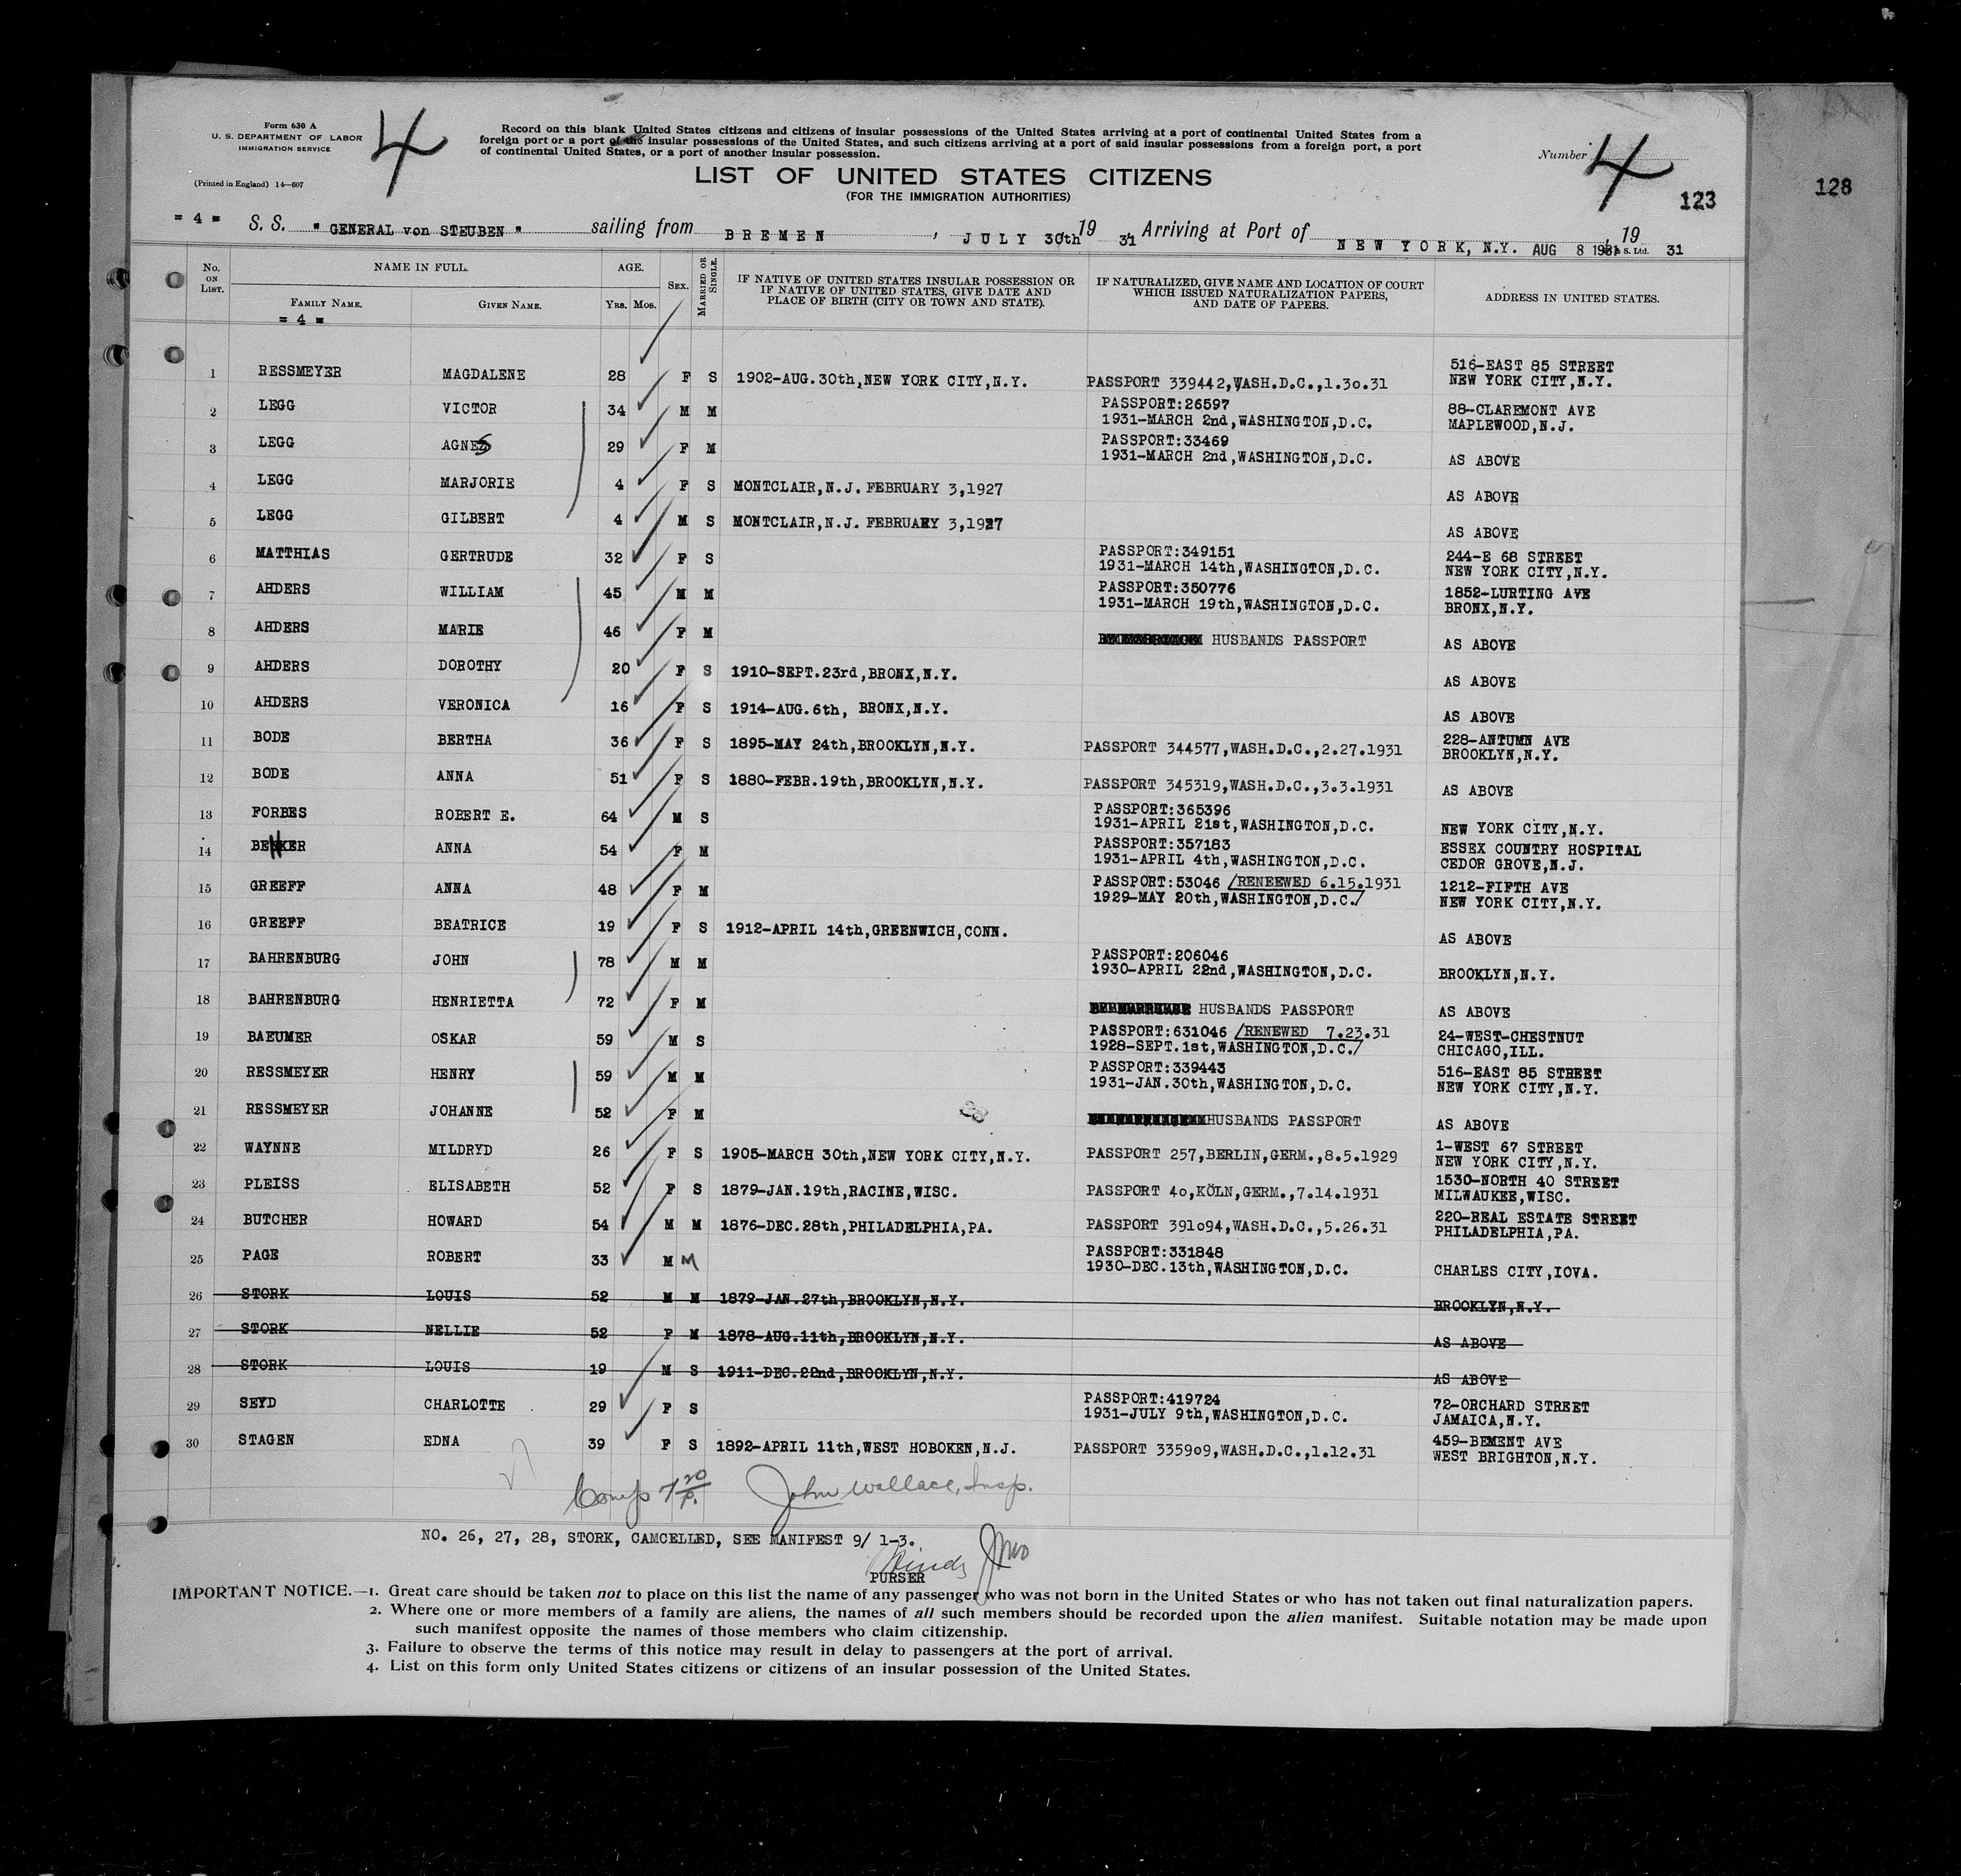 Form 630 A
U. S. DEPARTMENT OF LABOR
IMMIGRATION SERVICE
(Printed in England) 14—607
4
Record on this blank United States citizens and citizens of insular possessions of the United States arriving at a port of continental United States from a
foreign port or a port of the insular possessions of the United States, and such citizens arriving at a port of said insular possessions from a foreign port, a port
of continental United States, or a port of another insular possession.
Number 4
123
128
LIST OF UNITED STATES CITIZENS
(FOR THE IMMIGRATION AUTHORITIES)
= 4 = S. S. "GENERAL von STEUBEN" sailing from BREMEN, JULY 30th 19 31, Arriving at Port of NEW YORK, N.Y. AUG 8 1931, 19 31
No. ON LIST. NAME IN FULL. AGE. SEX. MARRIED OR SINGLE. IF NATIVE OF UNITED STATES INSULAR POSSESSION OR IF NATIVE OF UNITED STATES, GIVE DATE AND PLACE OF BIRTH (CITY OR TOWN AND STATE). IF NATURALIZED, GIVE NAME AND LOCATION OF COURT WHICH ISSUED NATURALIZATION PAPERS, AND DATE OF PAPERS. ADDRESS IN UNITED STATES.
FAMILY NAME. GIVEN NAME. YRS. MOS.
= 4 =
1 RESSMEYER MAGDALENE 28 F S 1902-AUG.30th,NEW YORK CITY,N.Y. PASSPORT 339442,WASH.D.C.,1.30.31 516-EAST 85 STREET NEW YORK CITY,N.Y.
2 LEGG VICTOR 34 M M PASSPORT:26597 1931-MARCH 2nd,WASHINGTON,D.C. 88-CLAREMONT AVE MAPLEWOOD,N.J.
3 LEGG AGNES 29 F M PASSPORT:33469 1931-MARCH 2nd,WASHINGTON,D.C. AS ABOVE
4 LEGG MARJORIE 4 F S MONTCLAIR,N.J. FEBRUARY 3,1927 AS ABOVE
5 LEGG GILBERT 4 M S MONTCLAIR,N.J. FEBRUARY 3,1927 AS ABOVE
6 MATTHIAS GERTRUDE 32 F S PASSPORT:349151 1931-MARCH 14th,WASHINGTON,D.C. 244-E 68 STREET NEW YORK CITY,N.Y.
7 AHDERS WILLIAM 45 M M PASSPORT:350776 1931-MARCH 19th,WASHINGTON,D.C. 1852-LURTING AVE BRONX,N.Y.
8 AHDERS MARIE 46 F M HUSBANDS PASSPORT AS ABOVE
9 AHDERS DOROTHY 20 F S 1910-SEPT.23rd,BRONX,N.Y. AS ABOVE
10 AHDERS VERONICA 16 F S 1914-AUG.6th, BRONX,N.Y. AS ABOVE
11 BODE BERTHA 36 F S 1895-MAY 24th,BROOKLYN,N.Y. PASSPORT 344577,WASH.D.C.,2.27.1931 228-ANTUMN AVE BROOKLYN,N.Y.
12 BODE ANNA 51 F S 1880-FEBR.19th,BROOKLYN,N.Y. PASSPORT 345319,WASH.D.C.,3.3.1931 AS ABOVE
13 FORBES ROBERT E. 64 M S PASSPORT:365396 1931-APRIL 21st,WASHINGTON,D.C. NEW YORK CITY,N.Y.
14 BEHKER ANNA 54 F M PASSPORT:357183 1931-APRIL 4th,WASHINGTON,D.C. ESSEX COUNTRY HOSPITAL CEDOR GROVE,N.J.
15 GREEFF ANNA 48 F M PASSPORT:53046 /RENEEWED 6.15.1931 1929-MAY 20th,WASHINGTON,D.C./ 1212-FIFTH AVE NEW YORK CITY,N.Y.
16 GREEFF BEATRICE 19 F S 1912-APRIL 14th,GREENWICH,CONN. AS ABOVE
17 BAHRENBURG JOHN 78 M M PASSPORT:206046 1930-APRIL 22nd,WASHINGTON,D.C. BROOKLYN,N.Y.
18 BAHRENBURG HENRIETTA 72 F M HUSBANDS PASSPORT AS ABOVE
19 BAEUMER OSKAR 59 M S PASSPORT:631046 /RENEWED 7.23.31 1928-SEPT.1st,WASHINGTON,D.C./ 24-WEST-CHESTNUT CHICAGO,ILL.
20 RESSMEYER HENRY 59 M M PASSPORT:339443 1931-JAN.30th,WASHINGTON,D.C. 516-EAST 85 STREET NEW YORK CITY,N.Y.
21 RESSMEYER JOHANNE 52 F M HUSBANDS PASSPORT AS ABOVE
22 WAYNNE MILDRYD 26 F S 1905-MARCH 30th,NEW YORK CITY,N.Y. PASSPORT 257,BERLIN,GERM.,8.5.1929 1-WEST 67 STREET NEW YORK CITY,N.Y.
23 PLEISS ELISABETH 52 F S 1879-JAN.19th,RACINE,WISC. PASSPORT 40,KÖLN,GERM.,7.14.1931 1530-NORTH 40 STREET MILWAUKEE,WISC.
24 BUTCHER HOWARD 54 M M 1876-DEC.28th,PHILADELPHIA,PA. PASSPORT 391094,WASH.D.C.,5.26.31 220-REAL ESTATE STREET PHILADELPHIA,PA.
25 PAGE ROBERT 33 M M PASSPORT:331848 1930-DEC.13th,WASHINGTON,D.C. CHARLES CITY,IOVA.
26 STORK LOUIS 52 M M 1879-JAN.27th,BROOKLYN,N.Y. BROOKLYN,N.Y.
27 STORK NELLIE 52 F M 1878-AUG.11th,BROOKLYN,N.Y. AS ABOVE
28 STORK LOUIS 19 M S 1911-DEC.22nd,BROOKLYN,N.Y. AS ABOVE
29 SEYD CHARLOTTE 29 F S PASSPORT:419724 1931-JULY 9th,WASHINGTON,D.C. 72-ORCHARD STREET JAMAICA,N.Y.
30 STAGEN EDNA 39 F S 1892-APRIL 11th,WEST HOBOKEN,N.J. PASSPORT 335909,WASH.D.C.,1.12.31 459-BEMENT AVE WEST BRIGHTON,N.Y.
Comp 7 20/P. John Wallace, Insp.
NO. 26, 27, 28, STORK, CAMCELLED, SEE MANIFEST 9/ 1-3.
PURSER
IMPORTANT NOTICE.—1. Great care should be taken not to place on this list the name of any passenger who was not born in the United States or who has not taken out final naturalization papers.
2. Where one or more members of a family are aliens, the names of all such members should be recorded upon the alien manifest. Suitable notation may be made upon
such manifest opposite the names of those members who claim citizenship.
3. Failure to observe the terms of this notice may result in delay to passengers at the port of arrival.
4. List on this form only United States citizens or citizens of an insular possession of the United States.